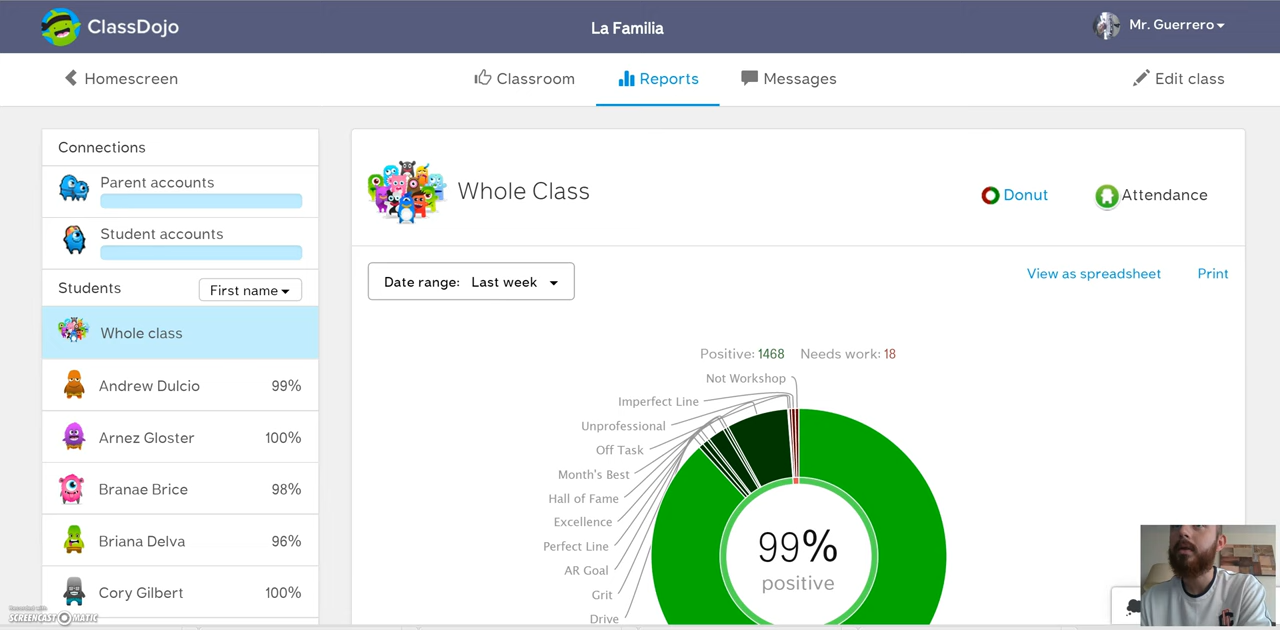 ClassDojo
La Familia
Mr. Guerrero
Homescreen
Classroom
Reports
Messages
Edit class
Connections
Parent accounts
Student accounts
Students
First name
Whole class
Andrew Dulcio 99%
Arnez Gloster 100%
Branae Brice 98%
Briana Delva 96%
Cory Gilbert 100%
Whole Class
Donut
Attendance
Date range: Last week
View as spreadsheet
Print
Positive: 1468 Needs work: 18
Not Workshop
Imperfect Line
Unprofessional
Off Task
Month's Best
Hall of Fame
Excellence
Perfect Line
AR Goal
Grit
Drive
99%
positive
Recorded with
SCREENCAST O MATIC